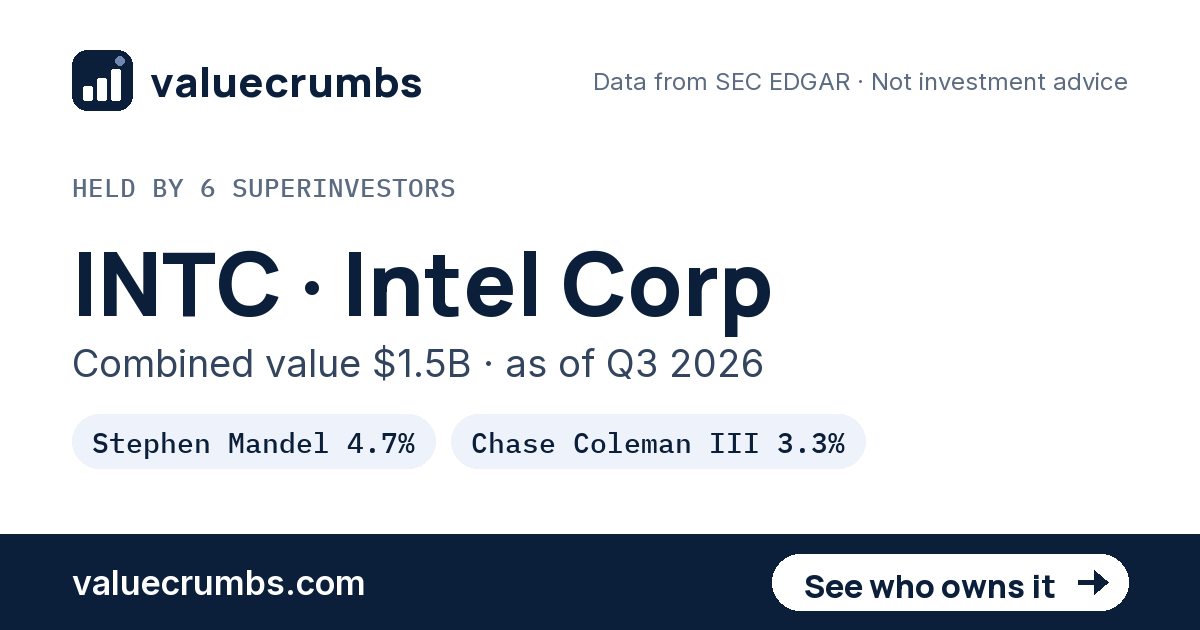 valuecrumbs
Data from SEC EDGAR · Not investment advice
HELD BY 6 SUPERINVESTORS
INTC · Intel Corp
Combined value $1.5B · as of Q3 2026
Stephen Mandel 4.7%
Chase Coleman III 3.3%
valuecrumbs.com
See who owns it →